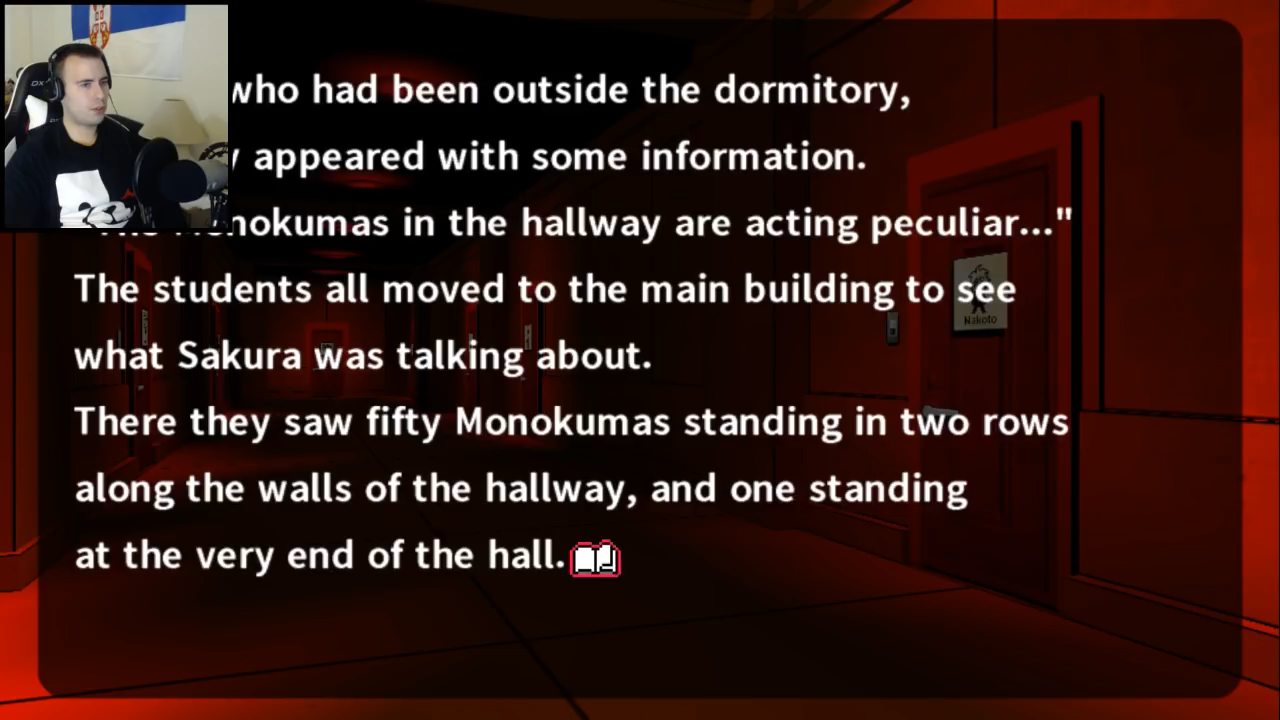 who had been outside the dormitory,
appeared with some information.
nokumas in the hallway are acting peculiar..."
The students all moved to the main building to see
what Sakura was talking about.
There they saw fifty Monokumas standing in two rows
along the walls of the hallway, and one standing
at the very end of the hall.
Nakoto